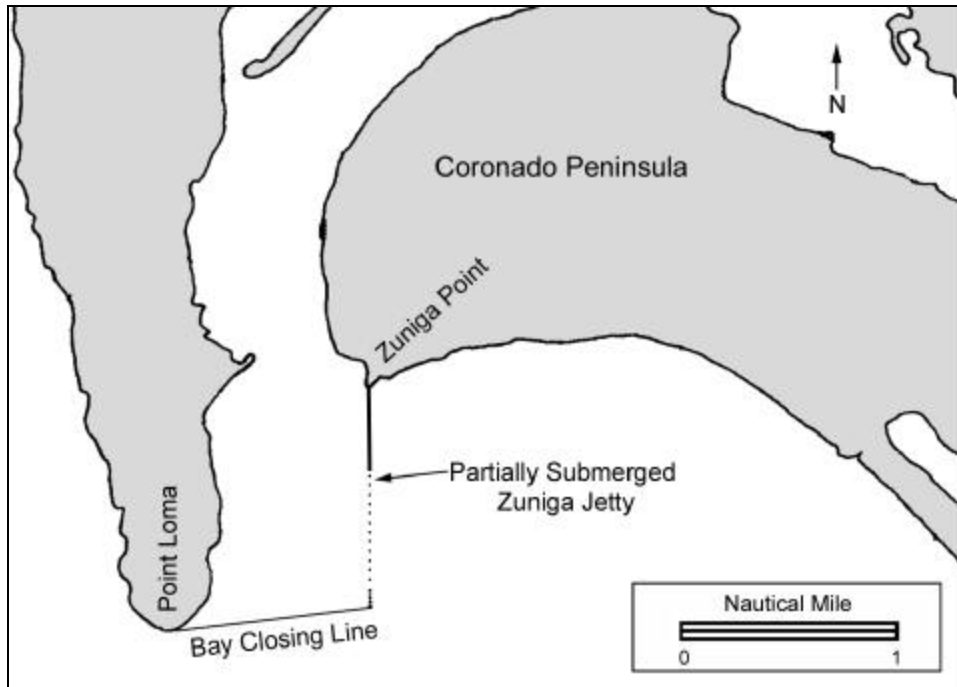 N
Coronado Peninsula
Zuniga Point
Partially Submerged
Zuniga Jetty
Point Loma
Bay Closing Line
Nautical Mile
0 1